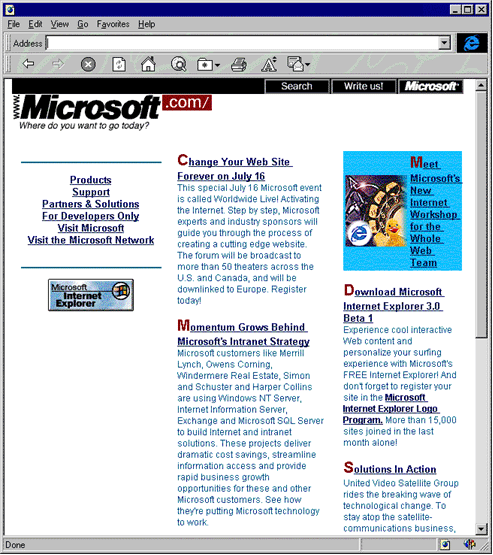 File Edit View Go Favorites Help
Address
Search Write us! Microsoft
www.Microsoft.com/
Where do you want to go today?
Products
Support
Partners & Solutions
For Developers Only
Visit Microsoft
Visit the Microsoft Network
Microsoft
Internet
Explorer
Change Your Web Site
Forever on July 16
This special July 16 Microsoft event
is called Worldwide Live! Activating
the Internet. Step by step, Microsoft
experts and industry sponsors will
guide you through the process of
creating a cutting edge website.
The forum will be broadcast to
more than 50 theaters across the
U.S. and Canada, and will be
downlinked to Europe. Register
today!
Momentum Grows Behind
Microsoft's Intranet Strategy
Microsoft customers like Merrill
Lynch, Owens Corning,
Windermere Real Estate, Simon
and Schuster and Harper Collins
are using Windows NT Server,
Internet Information Server,
Exchange and Microsoft SQL Server
to build Internet and intranet
solutions. These projects deliver
dramatic cost savings, streamline
information access and provide
rapid business growth
opportunities for these and other
Microsoft customers. See how
they're putting Microsoft technology
to work.
Meet
Microsoft's
New
Internet
Workshop
for the
Whole
Web
Team
Download Microsoft
Internet Explorer 3.0
Beta 1
Experience cool interactive
Web content and
personalize your surfing
experience with Microsoft's
FREE Internet Explorer! And
don't forget to register your
site in the Microsoft
Internet Explorer Logo
Program. More than 15,000
sites joined in the last
month alone!
Solutions In Action
United Video Satellite Group
rides the breaking wave of
technological change. To
stay atop the satellite-
communications business,
Done